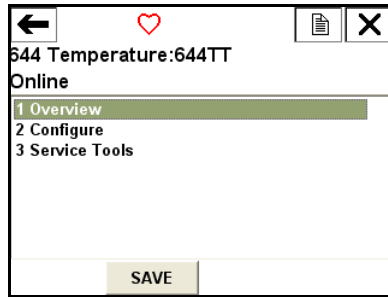 644 Temperature:644TT
Online
1 Overview
2 Configure
3 Service Tools
SAVE